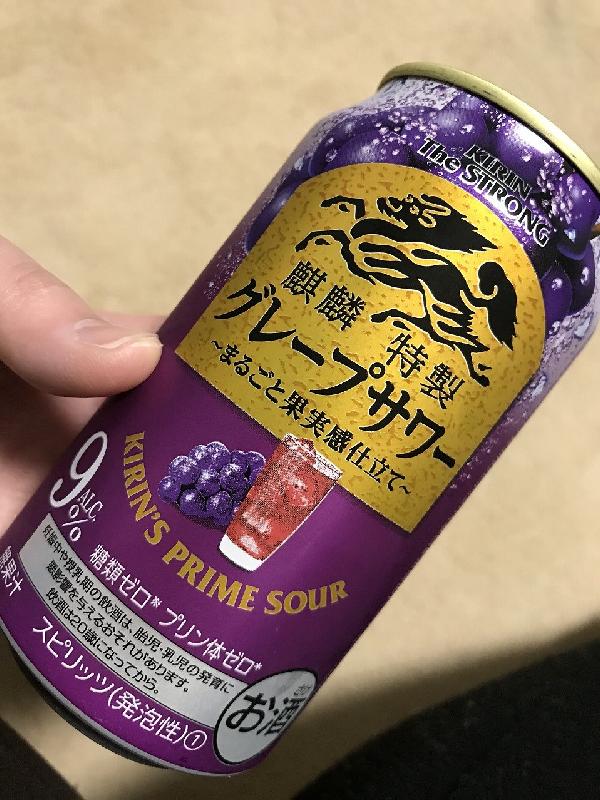 KIRIN
The STRONG
麒麟 特製
グレープサワー
~まるごと果実感仕立て~
KIRIN'S PRIME SOUR
9%
ALC.
糖類ゼロ* プリン体ゼロ*
妊娠中や授乳期の飲酒は、胎児・乳児の発育に
悪影響を与えるおそれがあります。
飲酒は20歳になってから。
果汁
スピリッツ(発泡性)①
お酒